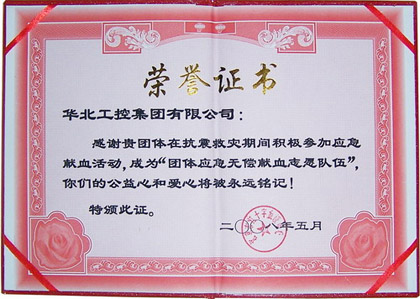 荣誉证书
华北工控集团有限公司：
感谢贵团体在抗震救灾期间积极参加应急
献血活动，成为“团体应急无偿献血志愿队伍”，
你们的公益心和爱心将被永远铭记！
特颁此证。
二〇〇八年五月